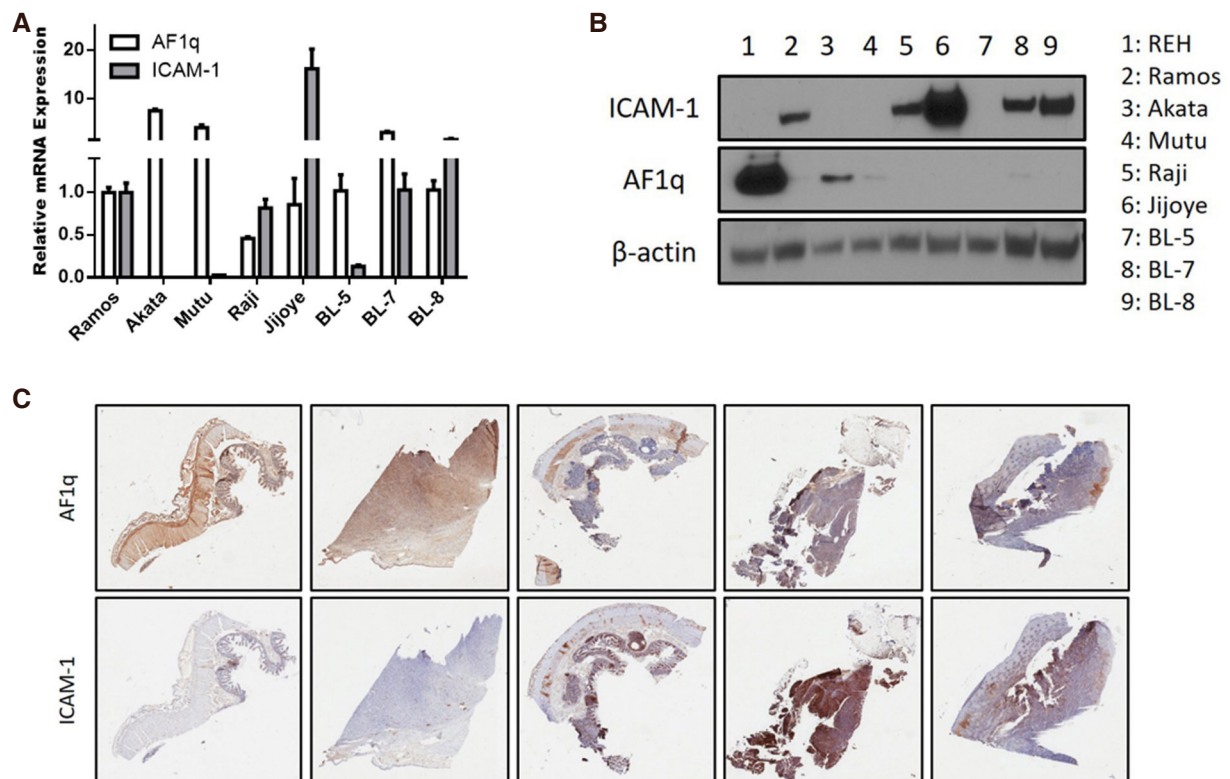 A
Relative mRNA Expression
20
10
1.0
0.5
0.0
AF1q
ICAM-1
Ramos
Akata
Mutu
Raji
Jijoye
BL-5
BL-7
BL-8
B
1 2 3 4 5 6 7 8 9
ICAM-1
AF1q
β-actin
1: REH
2: Ramos
3: Akata
4: Mutu
5: Raji
6: Jijoye
7: BL-5
8: BL-7
9: BL-8
C
AF1q
ICAM-1